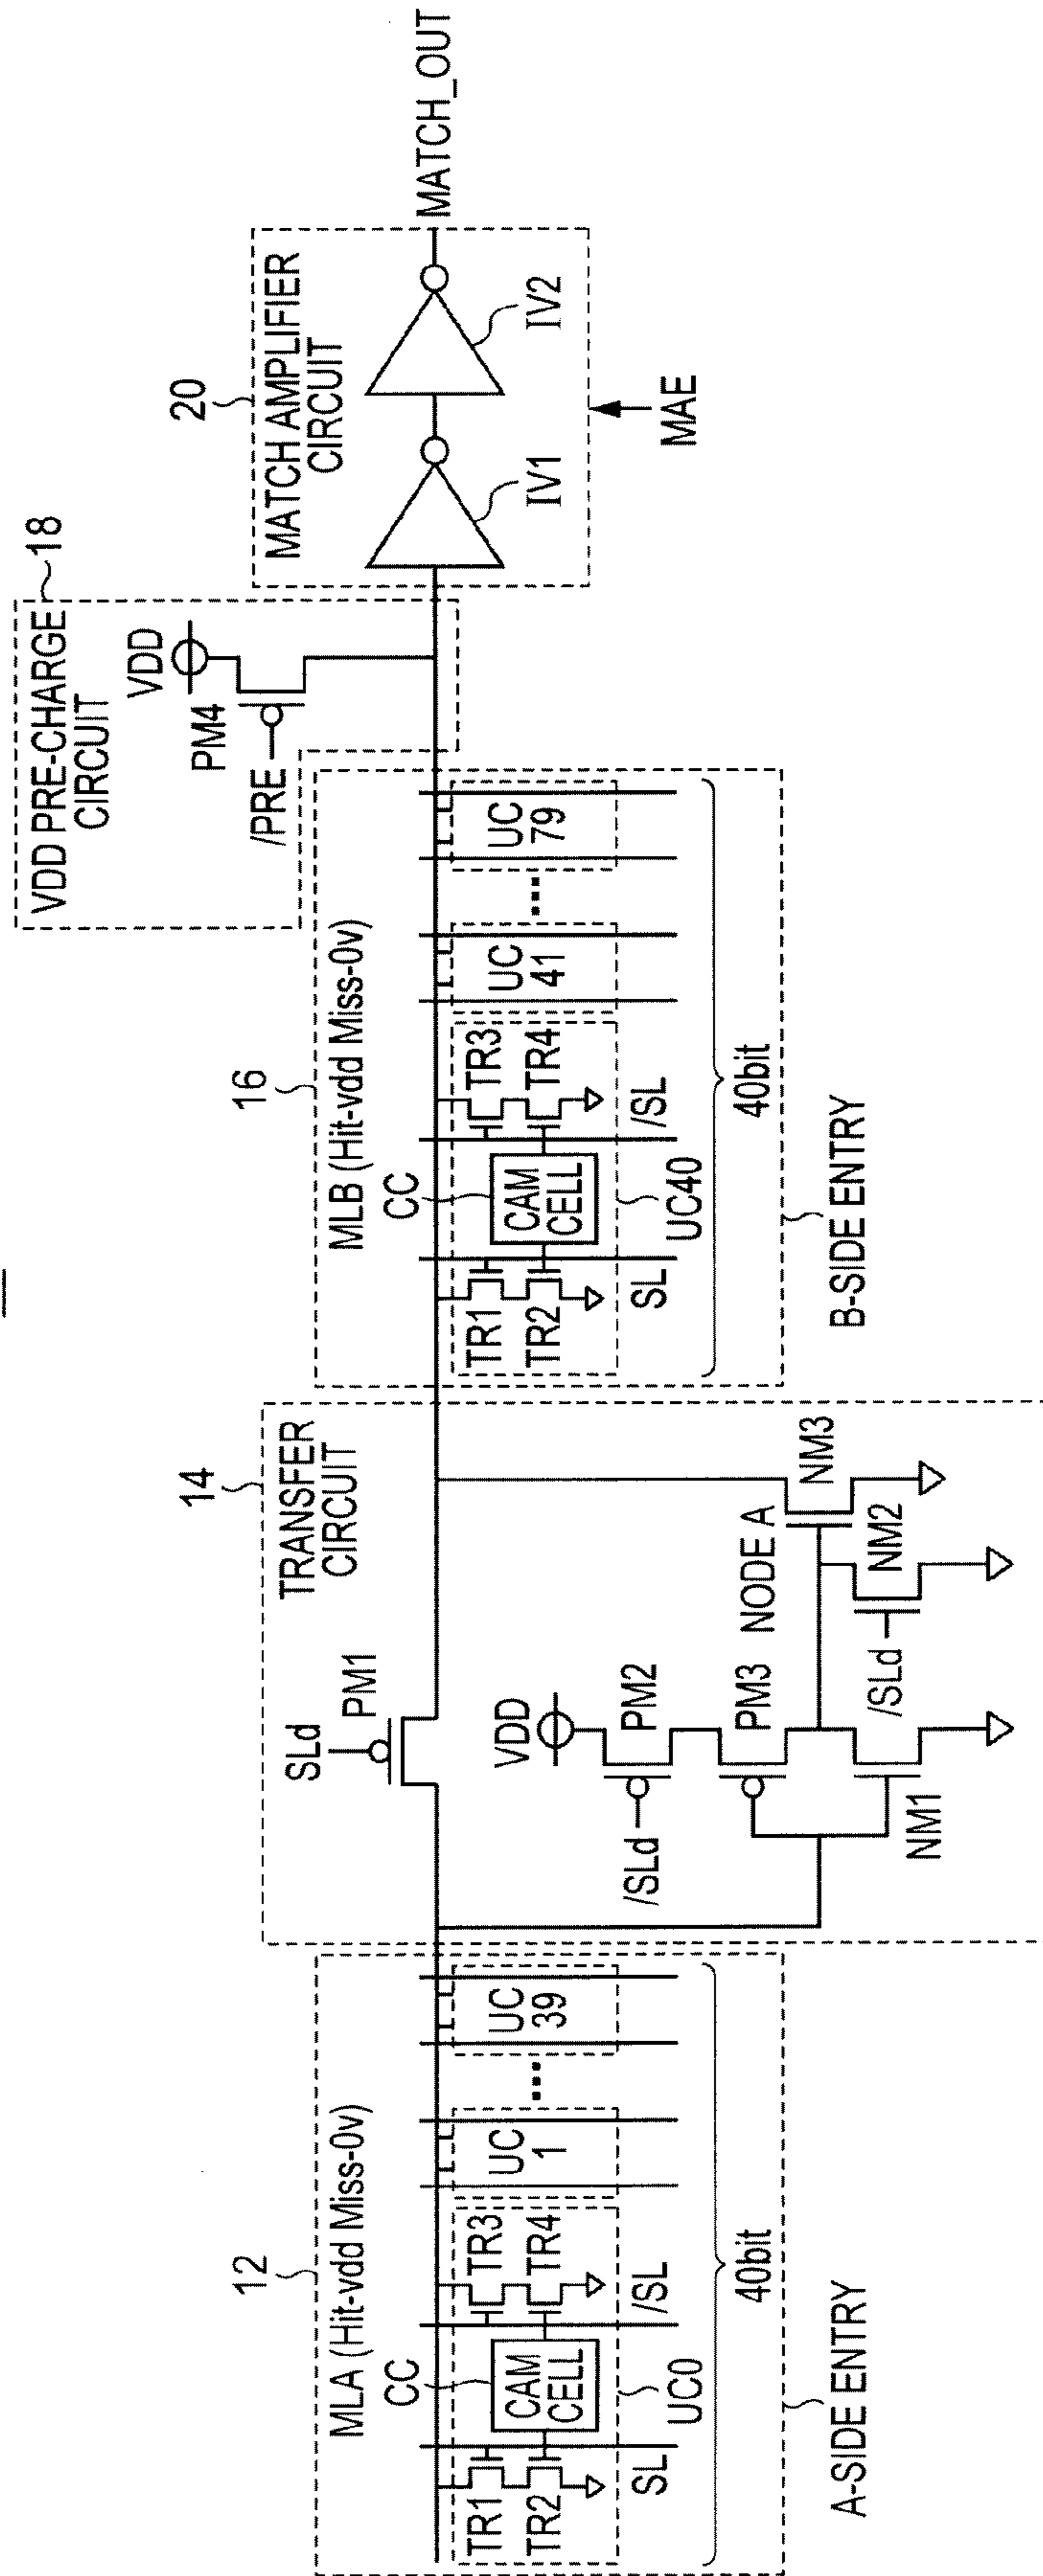 12
MLA (Hit-vdd Miss-0v)
CC
TR1
TR2
CAM
CELL
TR3
TR4
SL
/SL
UC0
UC
1
...
UC
39
40bit
A-SIDE ENTRY
14
TRANSFER
CIRCUIT
SLd
PM1
VDD
/SLd
PM2
PM3
NM1
NODE A
/SLd
NM2
NM3
16
MLB (Hit-vdd Miss-0v)
CC
TR1
TR2
CAM
CELL
TR3
TR4
SL
/SL
UC40
UC
41
...
UC
79
40bit
B-SIDE ENTRY
VDD PRE-CHARGE
CIRCUIT
18
VDD
PM4
/PRE
20
MATCH AMPLIFIER
CIRCUIT
IV1
IV2
MAE
MATCH_OUT